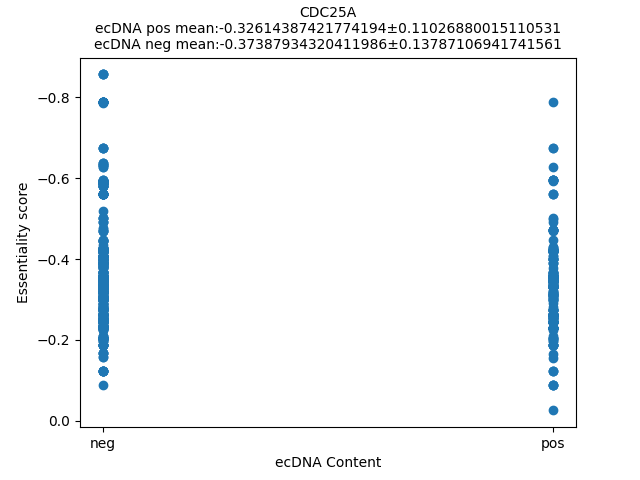 CDC25A
ecDNA pos mean:-0.32614387421774194±0.11026880015110531
ecDNA neg mean:-0.37387934320411986±0.13787106941741561
−0.8
−0.6
−0.4
−0.2
0.0
Essentiality score
neg
pos
ecDNA Content